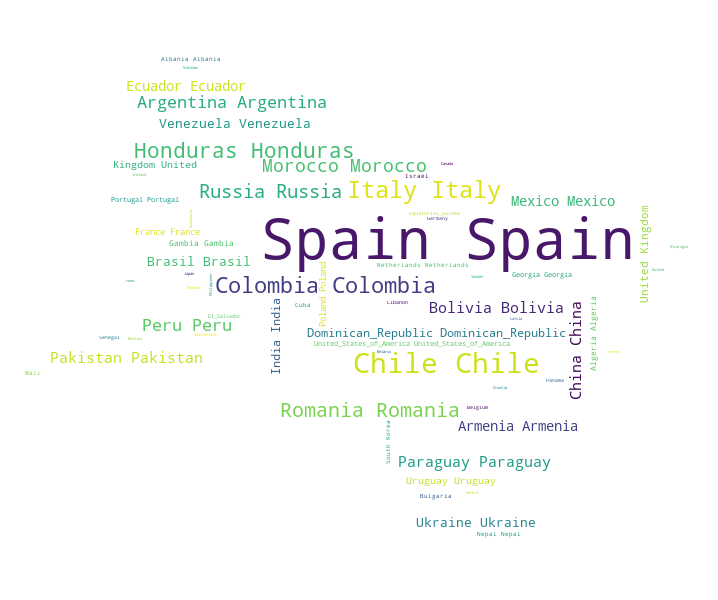 Albania Albania
Ecuador Ecuador
Argentina Argentina
Venezuela Venezuela
Honduras Honduras
Morocco Morocco
Canada
Kingdom United
Israel
Russia Russia
Italy Italy
Portugal Portugal
Mexico Mexico
Equatorial_Guinea
Germany
United Kingdom
Spain Spain
France France
Gambia Gambia
Nicaragua
Brasil Brasil
Netherlands Netherlands
Georgia Georgia
Japan
Philippines
Colombia Colombia
Poland Poland
Cuba
Lebanon
Bolivia Bolivia
El_Salvador
Peru Peru
India India
Dominican_Republic Dominican_Republic
China China
Algeria Algeria
Senegal
United_States_of_America United_States_of_America
Belarus
Pakistan Pakistan
Chile Chile
Mali
Panama
Croatia
Romania Romania
Belgium
South Korea
Armenia Armenia
Paraguay Paraguay
Uruguay Uruguay
Bulgaria
Ukraine Ukraine
Nepal Nepal